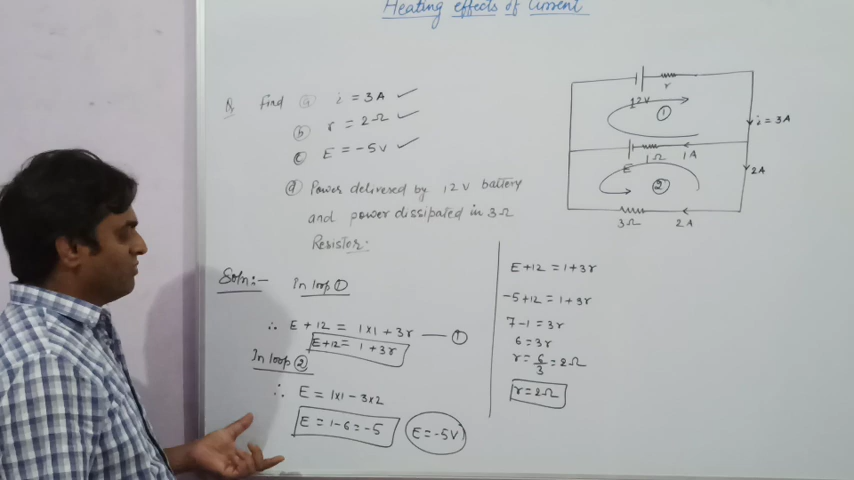 Heating effects of Current
Q Find (a) i = 3A ✓
(b) r = 2Ω ✓
(c) E = -5V ✓
(d) Power delivered by 12V battery
and power dissipated in 3Ω
Resistor:
Soln:- In loop ①
∴ E + 12 = 1×1 + 3r —— ①
E+12 = 1 + 3r
In loop ②
∴ E = 1×1 - 3×2
E = 1-6 = -5 E = -5V
E+12 = 1+3r
-5+12 = 1+3r
7-1 = 3r
6 = 3r
r = 6/3 = 2Ω
r = 2Ω
r
12V
①
i = 3A
E
1Ω
1A
②
2A
3Ω
2A